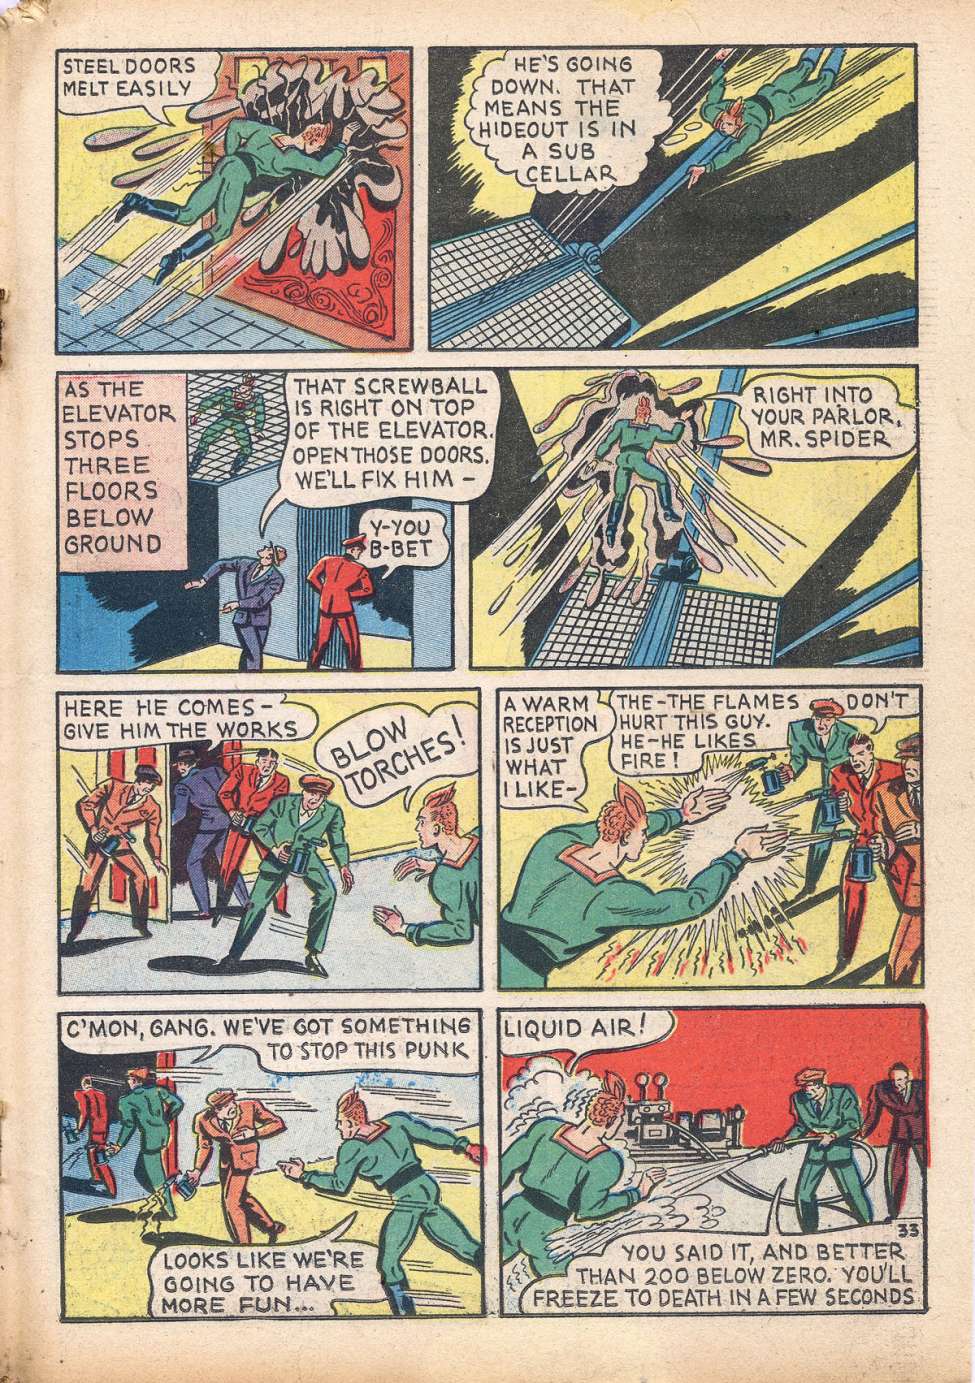 STEEL DOORS
MELT EASILY
HE'S GOING
DOWN. THAT
MEANS THE
HIDEOUT IS IN
A SUB
CELLAR
AS THE
ELEVATOR
STOPS
THREE
FLOORS
BELOW
GROUND
THAT SCREWBALL
IS RIGHT ON TOP
OF THE ELEVATOR.
OPEN THOSE DOORS.
WE'LL FIX HIM -
Y-YOU
B-BET
RIGHT INTO
YOUR PARLOR,
MR. SPIDER
HERE HE COMES -
GIVE HIM THE WORKS
BLOW
TORCHES!
A WARM
RECEPTION
IS JUST
WHAT
I LIKE-
THE-THE FLAMES
HURT THIS GUY.
HE-HE LIKES
FIRE!
DON'T
C'MON, GANG. WE'VE GOT SOMETHING
TO STOP THIS PUNK
LOOKS LIKE WE'RE
GOING TO HAVE
MORE FUN...
LIQUID AIR!
YOU SAID IT, AND BETTER
THAN 200 BELOW ZERO. YOU'LL
FREEZE TO DEATH IN A FEW SECONDS
33